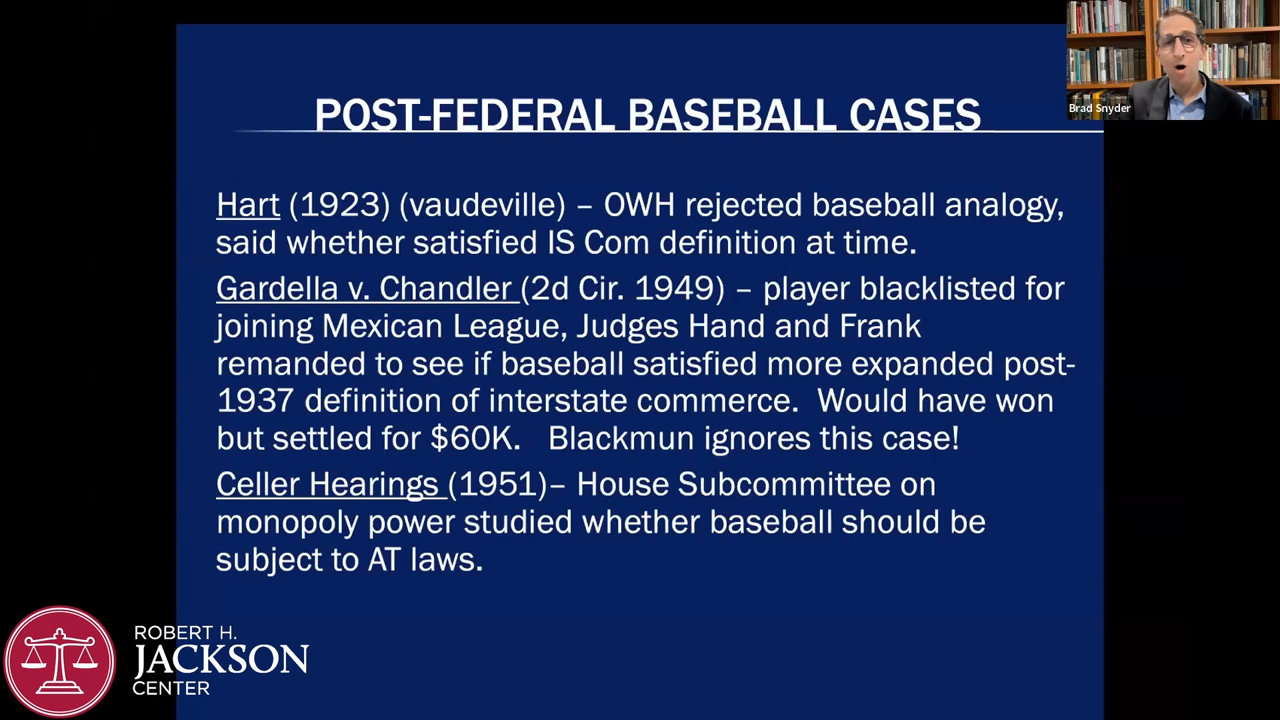 POST-FEDERAL BASEBALL CASES
Brad Snyder
Hart (1923) (vaudeville) – OWH rejected baseball analogy,
said whether satisfied IS Com definition at time.
Gardella v. Chandler (2d Cir. 1949) – player blacklisted for
joining Mexican League, Judges Hand and Frank
remanded to see if baseball satisfied more expanded post-
1937 definition of interstate commerce.  Would have won
but settled for $60K.   Blackmun ignores this case!
Celler Hearings (1951)– House Subcommittee on
monopoly power studied whether baseball should be
subject to AT laws.
ROBERT H.
JACKSON
CENTER